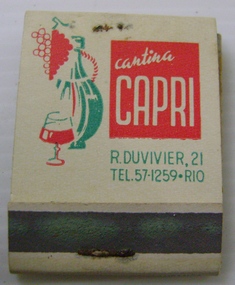 cantina
CAPRI
R.DUVIVIER, 21
TEL.57-1259•RIO